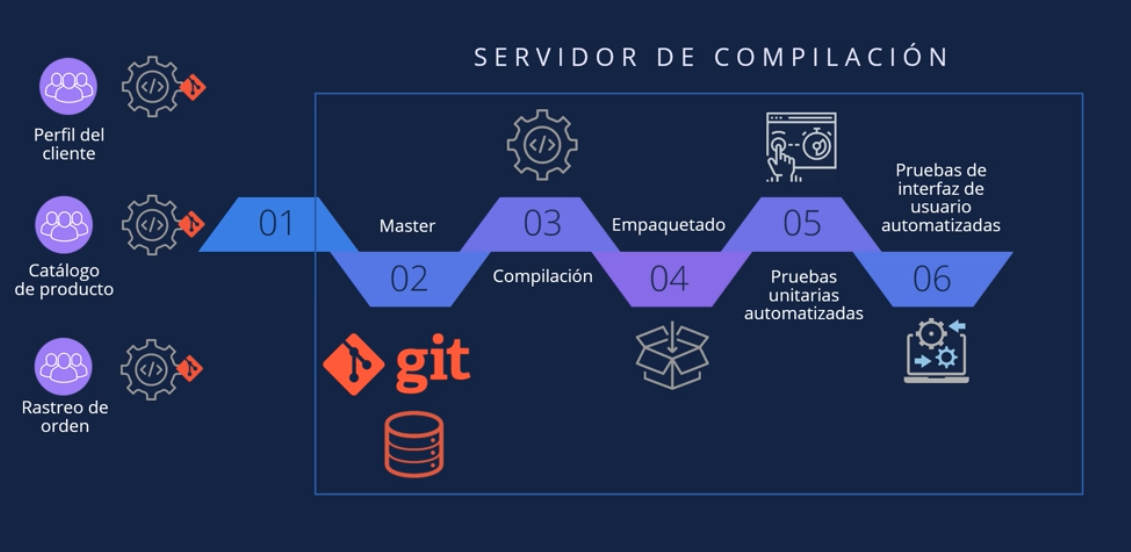 SERVIDOR DE COMPILACIÓN
Perfil del
cliente
Catálogo
de producto
Rastreo de
orden
01
Master
02
git
03
Compilación
Empaquetado
04
05
Pruebas
unitarias
automatizadas
Pruebas de
interfaz de
usuario
automatizadas
06